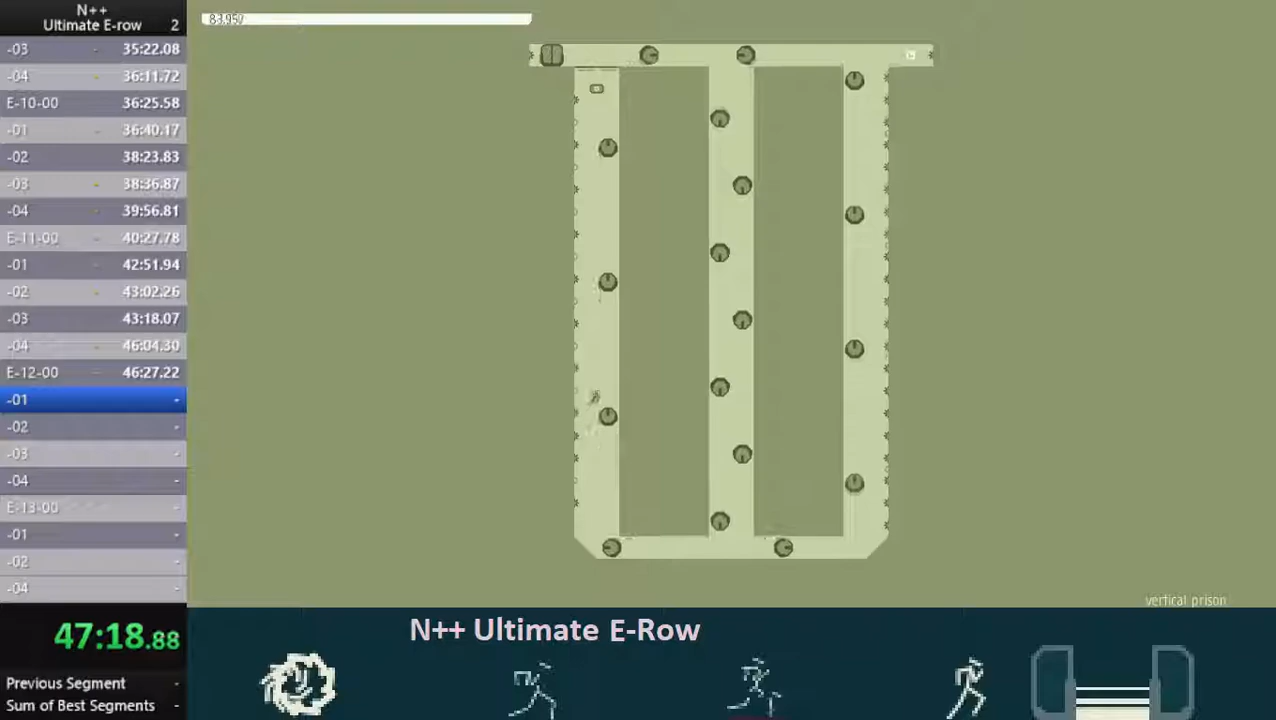 N++
Ultimate E-row 2
-03 - 35:22.08
-04 - 36:11.72
E-10-00 - 36:25.58
-01 - 36:40.17
-02 - 38:23.83
-03 - 38:36.87
-04 - 39:56.81
E-11-00 - 40:27.78
-01 - 42:51.94
-02 - 43:02.26
-03 - 43:18.07
-04 - 46:04.30
E-12-00 - 46:27.22
-01 -
-02 -
-03 -
-04 -
E-13-00 -
-01 -
-02 -
-04 -
47:18.88
Previous Segment -
Sum of Best Segments -
83.950
vertical prison
N++ Ultimate E-Row